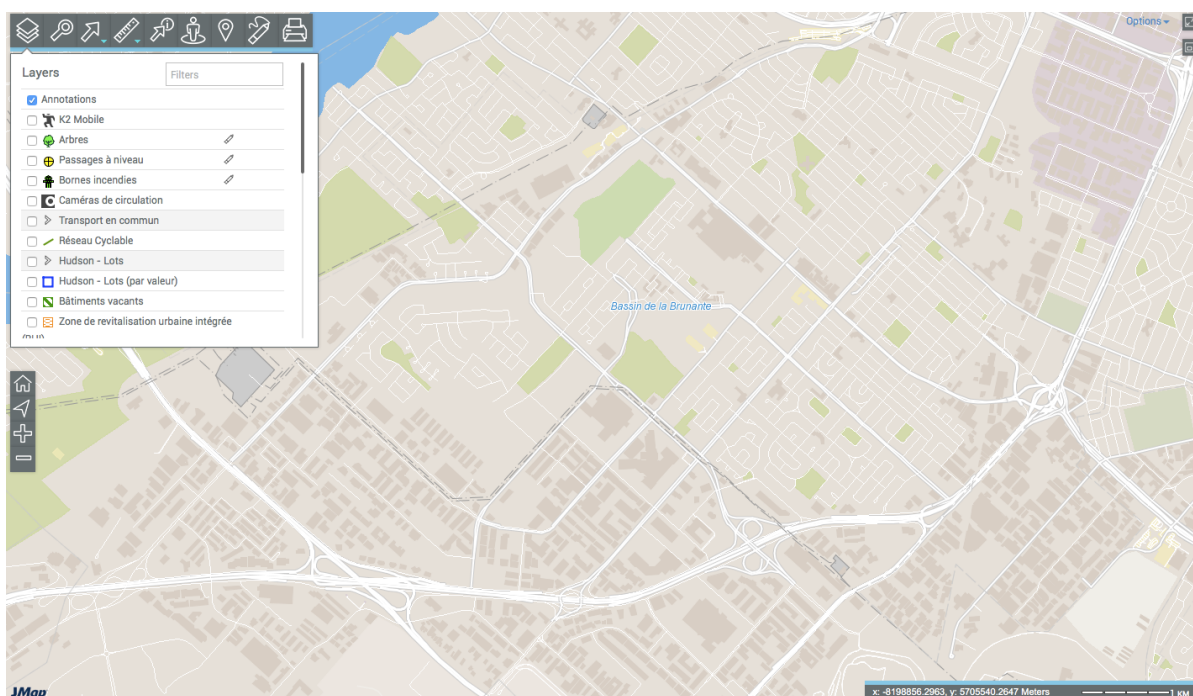 Options
Layers
Filters
Annotations
K2 Mobile
Arbres
Passages à niveau
Bornes incendies
Caméras de circulation
Transport en commun
Réseau Cyclable
Hudson - Lots
Hudson - Lots (par valeur)
Bâtiments vacants
Zone de revitalisation urbaine intégrée
Bassin de la Brunante
JMap
x: -8198856.2963, y: 5705540.2647 Meters 1 KM